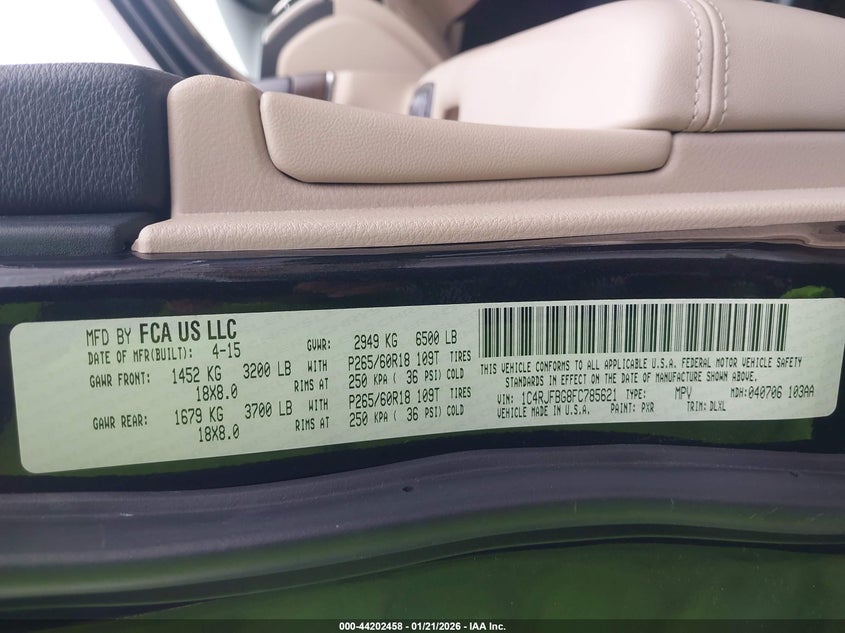 MFD BY FCA US LLC
DATE OF MFR(BUILT): 4-15
GVWR: 2949 KG 6500 LB
GAWR FRONT: 1452 KG 3200 LB WITH P265/60R18 109T TIRES
18X8.0 RIMS AT 250 KPA ( 36 PSI) COLD
GAWR REAR: 1679 KG 3700 LB WITH P265/60R18 109T TIRES
18X8.0 RIMS AT 250 KPA ( 36 PSI) COLD
THIS VEHICLE CONFORMS TO ALL APPLICABLE U.S.A. FEDERAL MOTOR VEHICLE SAFETY
STANDARDS IN EFFECT ON THE DATE OF MANUFACTURE SHOWN ABOVE.
VIN: 1C4RJFBG8FC785621 TYPE: MPV MDH:040706 103AA
VEHICLE MADE IN U.S.A. PAINT: PXR TRIM: DLXL
000-44202458 - 01/21/2026 - IAA Inc.